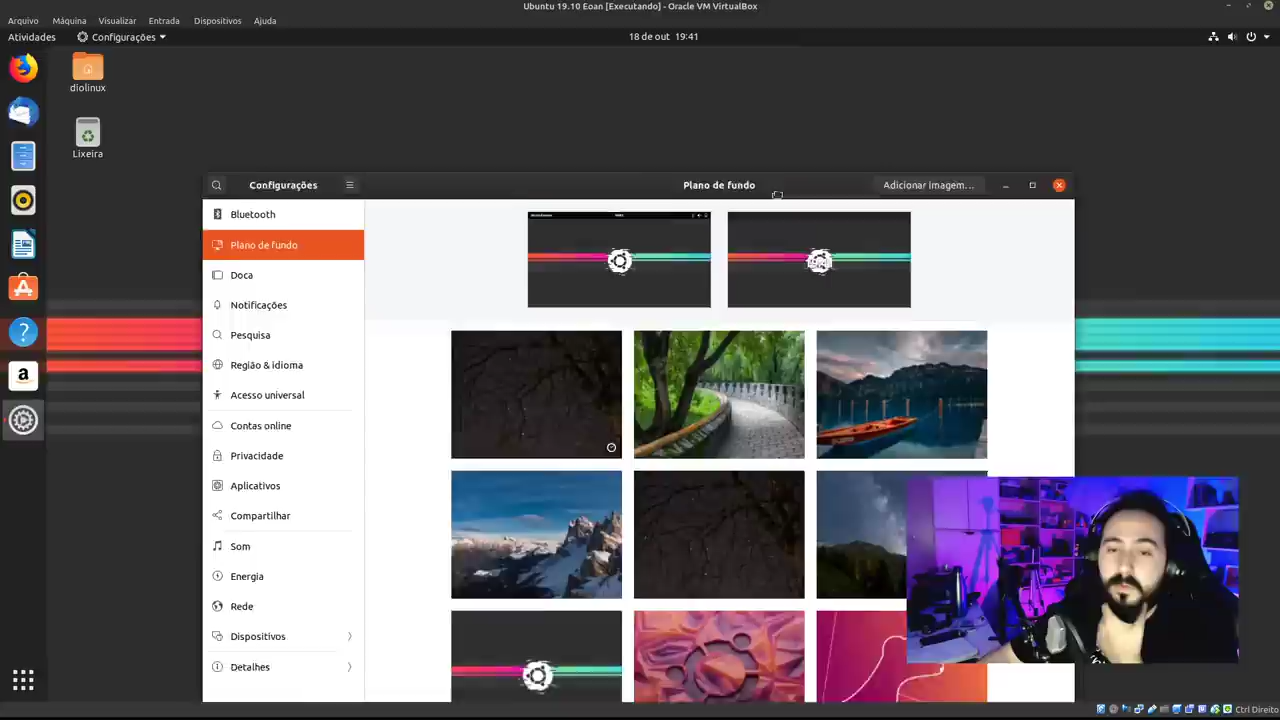 Ubuntu 19.10 Eoan [Executando] - Oracle VM VirtualBox
Arquivo Máquina Visualizar Entrada Dispositivos Ajuda
Atividades Configurações 18 de out 19:41
diolinux
Lixeira
Configurações Plano de fundo Adicionar Imagem...
Bluetooth
Plano de fundo
Doca
Notificações
Pesquisa
Região & idioma
Acesso universal
Contas online
Privacidade
Aplicativos
Compartilhar
Som
Energia
Rede
Dispositivos
Detalhes
Ctrl Direito